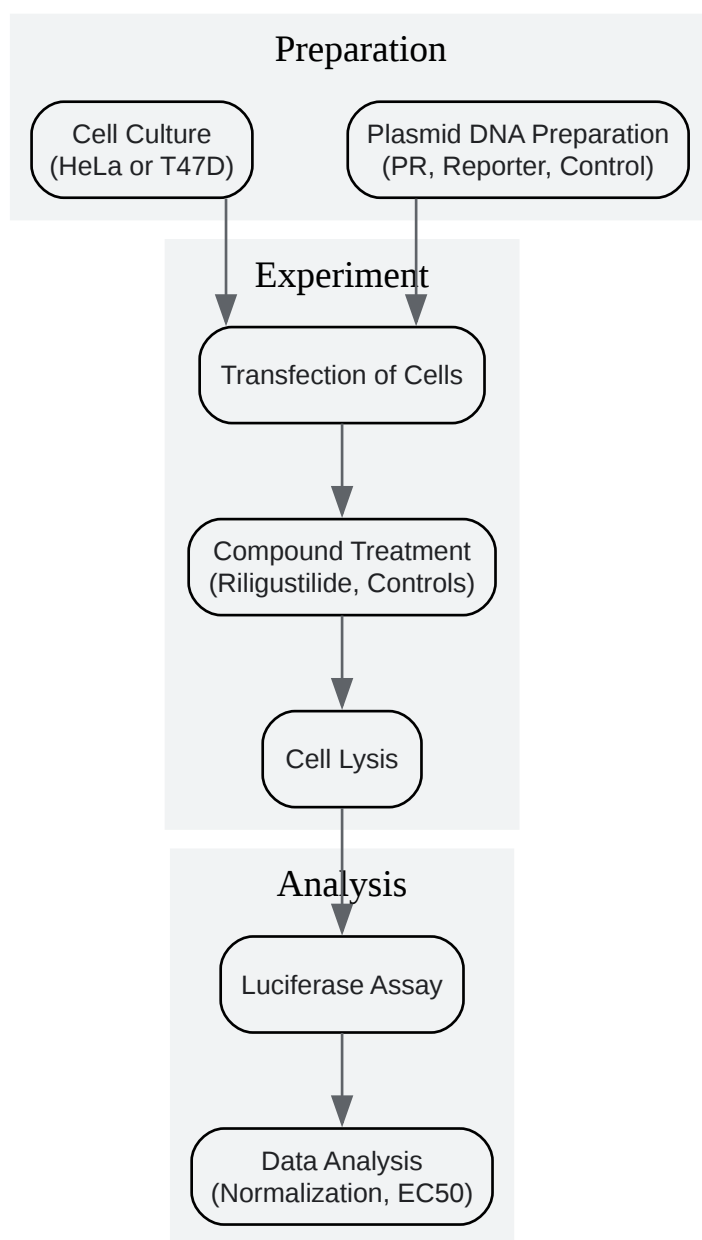 Preparation
Cell Culture
(HeLa or T47D)
Plasmid DNA Preparation
(PR, Reporter, Control)
Experiment
Transfection of Cells
Compound Treatment
(Riligustilide, Controls)
Cell Lysis
Analysis
Luciferase Assay
Data Analysis
(Normalization, EC50)